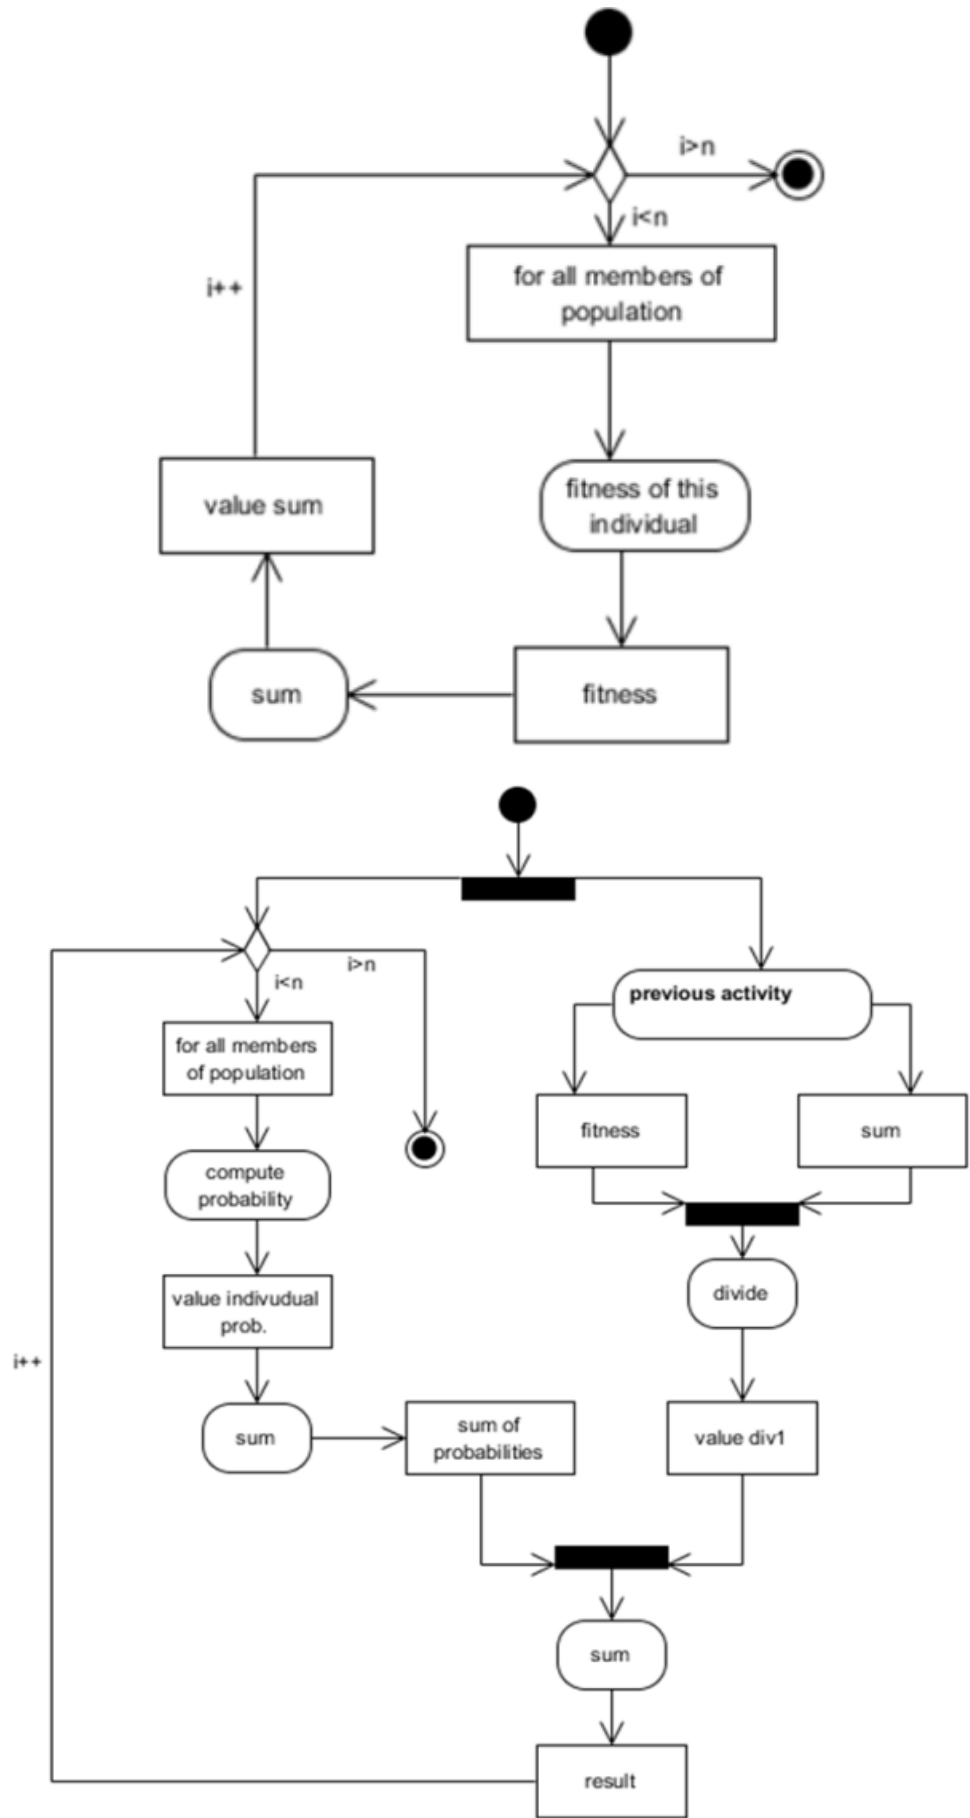 i>n
i<n
for all members of
population
i++
fitness of this
individual
value sum
fitness
sum
previous activity
i>n
i<n
for all members
of population
fitness
sum
compute
probability
divide
value indivudual
prob.
i++
sum
sum of
probabilities
value div1
sum
result